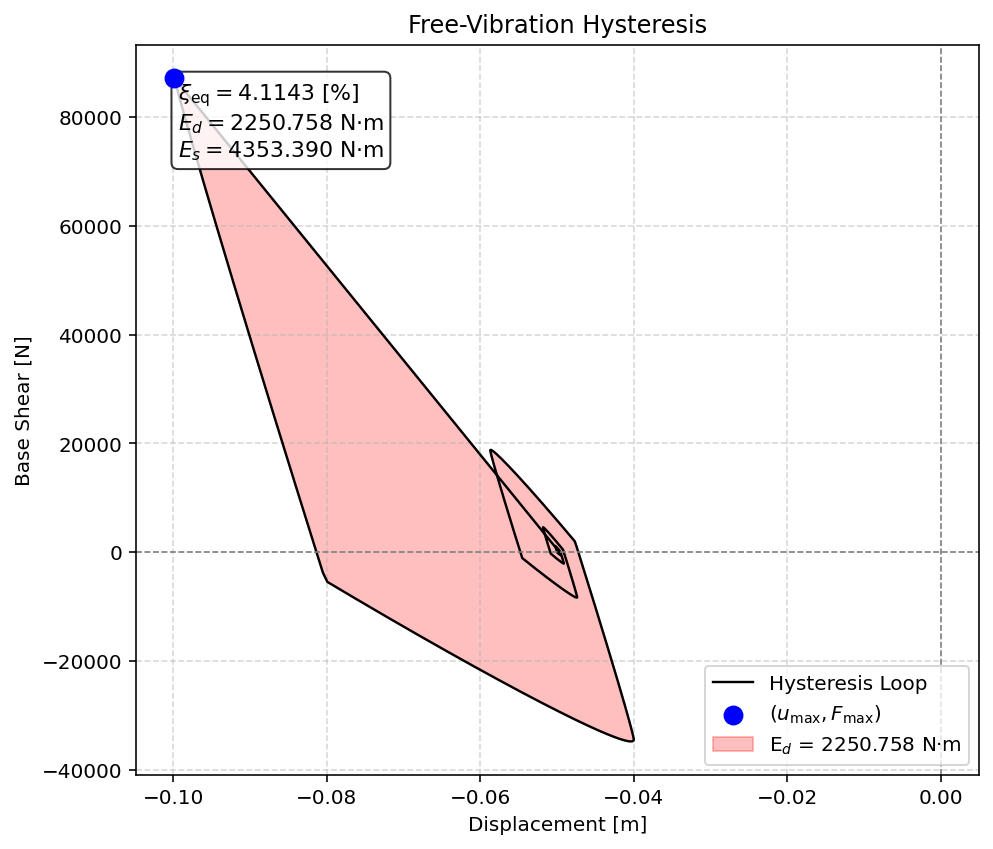 Free-Vibration Hysteresis
ξeq = 4.1143 [%]
Ed = 2250.758 N·m
Es = 4353.390 N·m
80000
60000
40000
20000
0
−20000
−40000
Base Shear [N]
Hysteresis Loop
(umax, Fmax)
Ed = 2250.758 N·m
−0.10
−0.08
−0.06
−0.04
−0.02
0.00
Displacement [m]